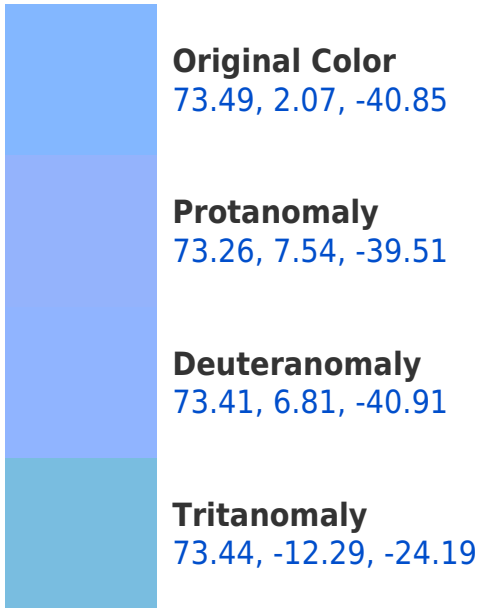 Original Color
73.49, 2.07, -40.85
Protanomaly
73.26, 7.54, -39.51
Deuteranomaly
73.41, 6.81, -40.91
Tritanomaly
73.44, -12.29, -24.19